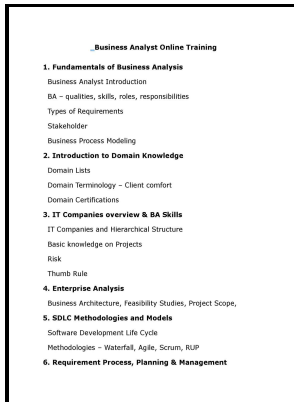 _Business Analyst Online Training
1. Fundamentals of Business Analysis
Business Analyst Introduction
BA – qualities, skills, roles, responsibilities
Types of Requirements
Stakeholder
Business Process Modeling
2. Introduction to Domain Knowledge
Domain Lists
Domain Terminology – Client comfort
Domain Certifications
3. IT Companies overview & BA Skills
IT Companies and Hierarchical Structure
Basic knowledge on Projects
Risk
Thumb Rule
4. Enterprise Analysis
Business Architecture, Feasibility Studies, Project Scope,
5. SDLC Methodologies and Models
Software Development Life Cycle
Methodologies – Waterfall, Agile, Scrum, RUP
6. Requirement Process, Planning & Management